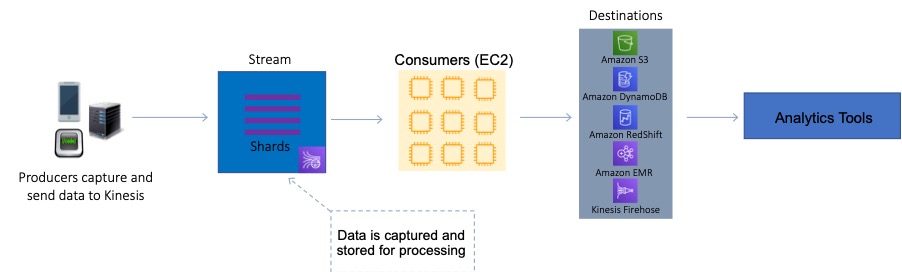 Destinations
Stream
Consumers (EC2)
Amazon S3
Amazon DynamoDB
Amazon RedShift
Amazon EMR
Kinesis Firehose
Shards
Analytics Tools
Producers capture and
send data to Kinesis
Data is captured and
stored for processing